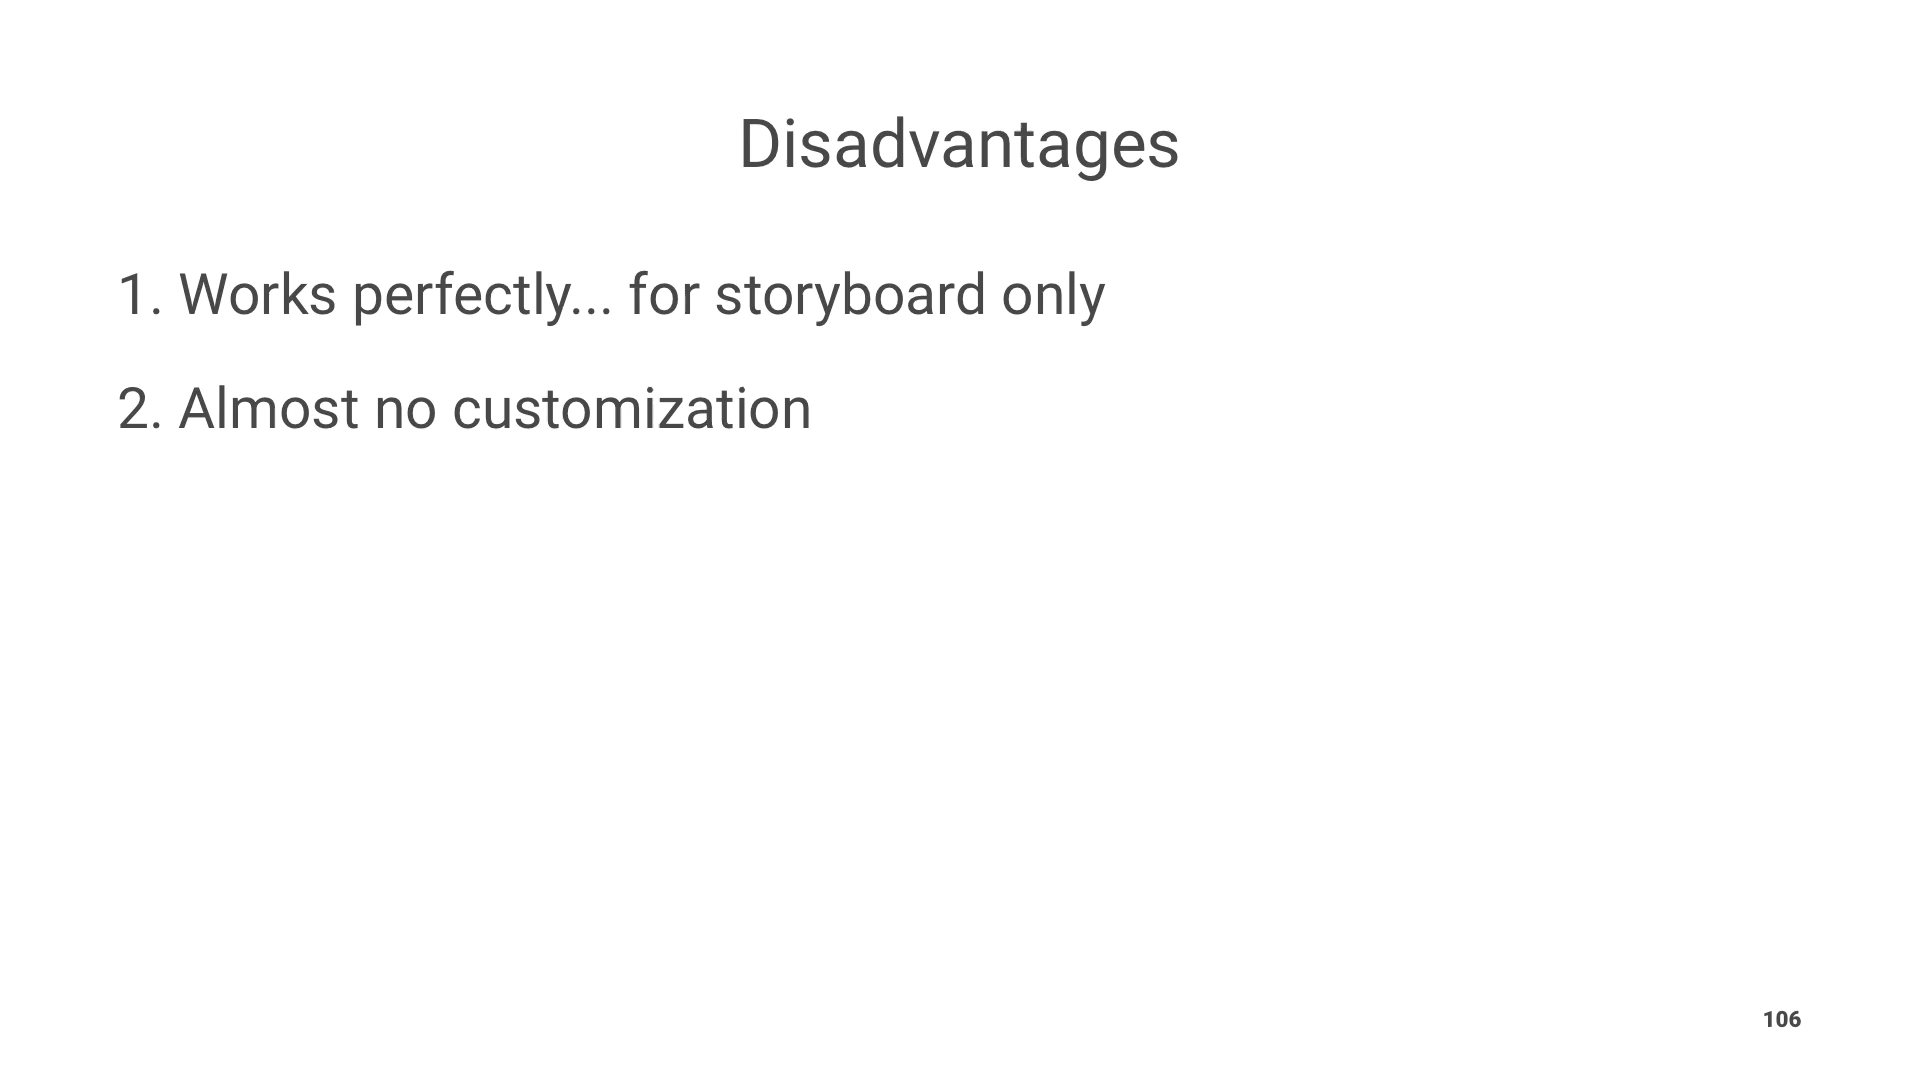 Disadvantages
1. Works perfectly... for storyboard only
2. Almost no customization
106